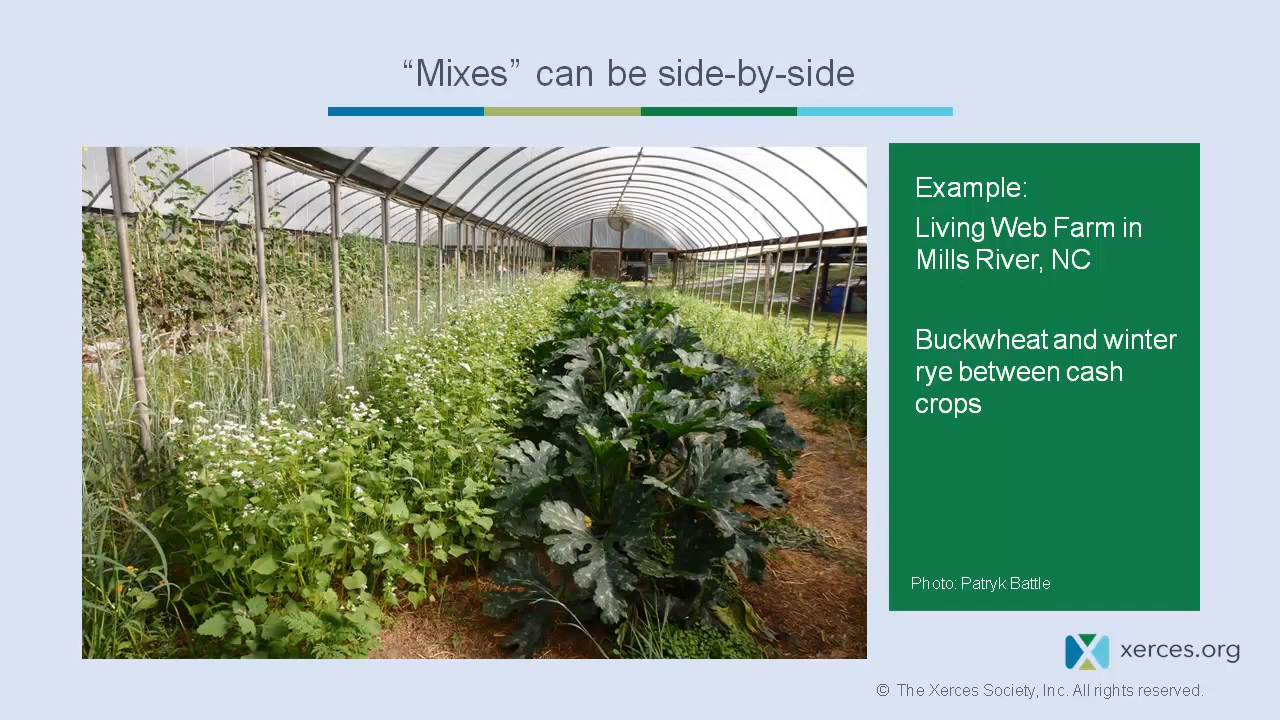 “Mixes” can be side-by-side
Example:
Living Web Farm in
Mills River, NC
Buckwheat and winter
rye between cash
crops
Photo: Patryk Battle
xerces.org
© The Xerces Society, Inc. All rights reserved.